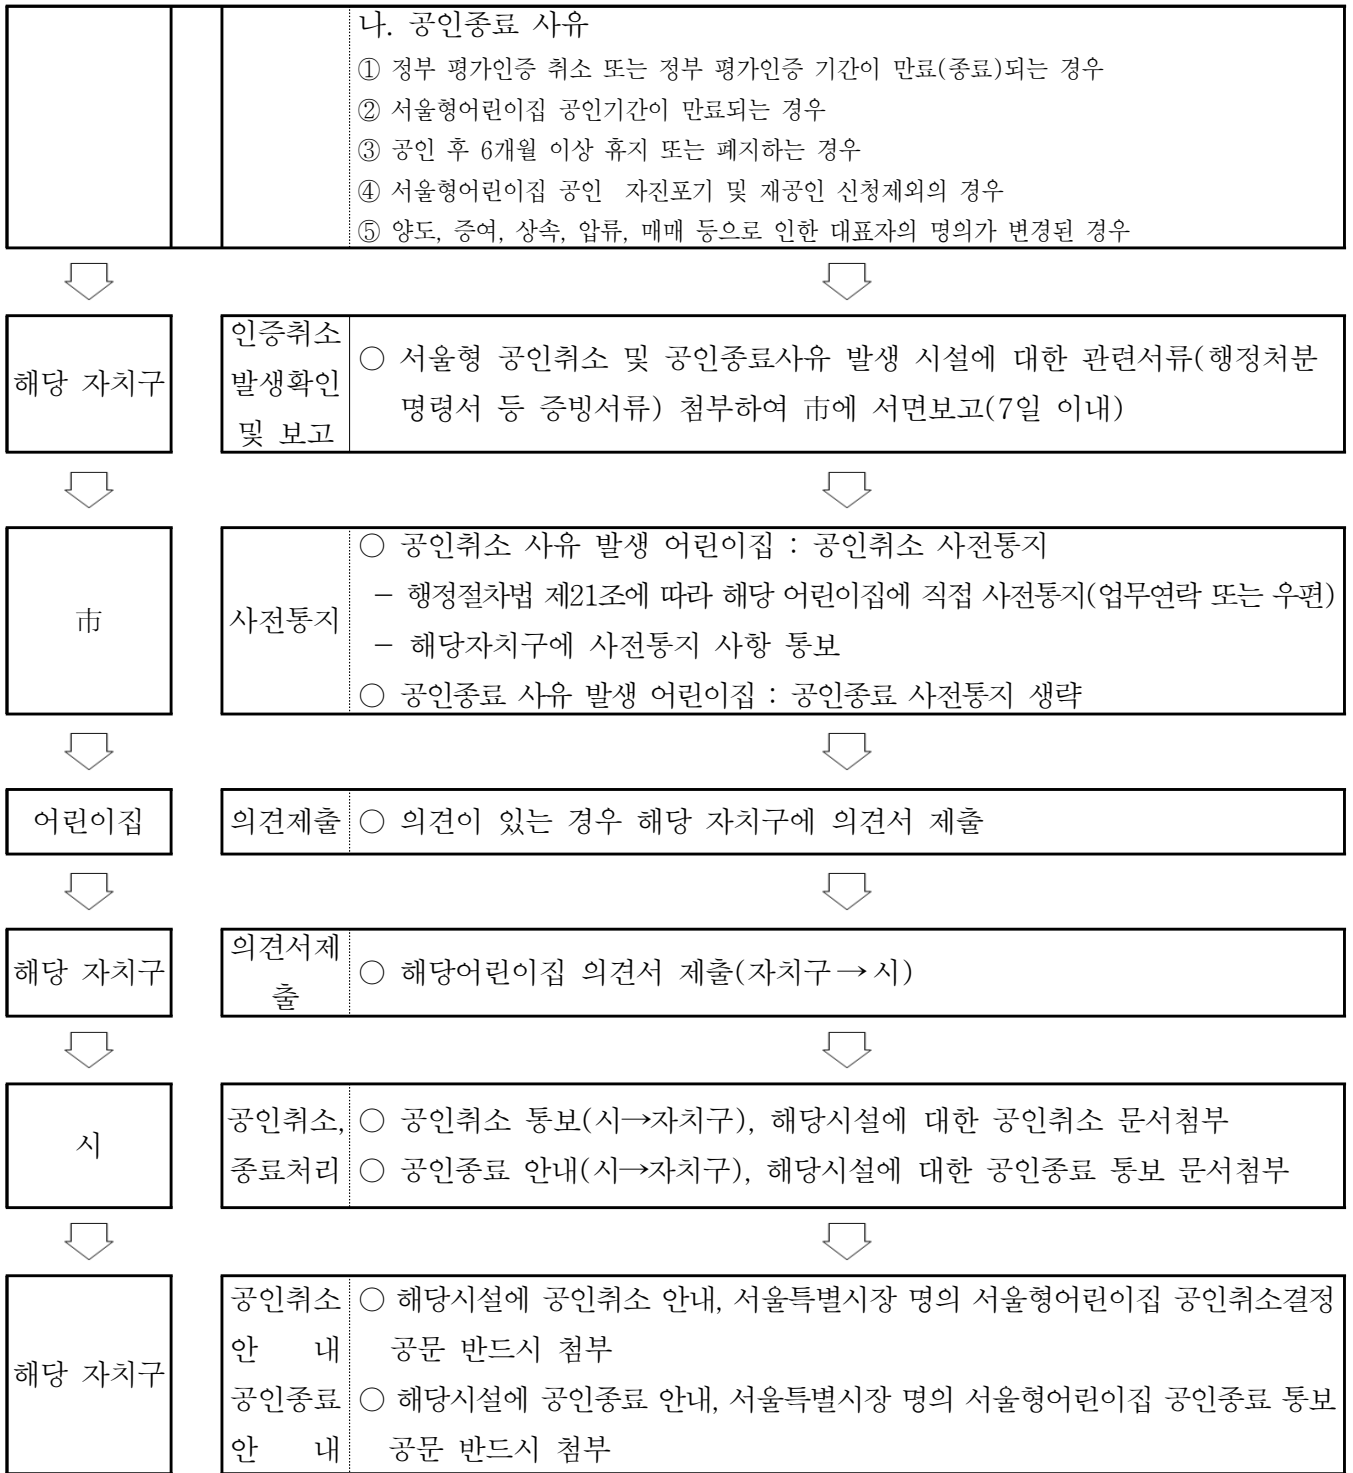 나. 공인종료 사유
① 정부 평가인증 취소 또는 정부 평가인증 기간이 만료(종료)되는 경우
② 서울형어린이집 공인기간이 만료되는 경우
③ 공인 후 6개월 이상 휴지 또는 폐지하는 경우
④ 서울형어린이집 공인 자진포기 및 재공인 신청제외의 경우
⑤ 양도, 증여, 상속, 압류, 매매 등으로 인한 대표자의 명의가 변경된 경우
해당 자치구
인증취소
발생확인
및 보고
○ 서울형 공인취소 및 공인종료사유 발생 시설에 대한 관련서류(행정처분
명령서 등 증빙서류) 첨부하여 市에 서면보고(7일 이내)
市
사전통지
○ 공인취소 사유 발생 어린이집 : 공인취소 사전통지
- 행정절차법 제21조에 따라 해당 어린이집에 직접 사전통지(업무연락 또는 우편)
- 해당자치구에 사전통지 사항 통보
○ 공인종료 사유 발생 어린이집 : 공인종료 사전통지 생략
어린이집
의견제출
○ 의견이 있는 경우 해당 자치구에 의견서 제출
해당 자치구
의견서제
출
○ 해당어린이집 의견서 제출(자치구→시)
시
공인취소,
종료처리
○ 공인취소 통보(시→자치구), 해당시설에 대한 공인취소 문서첨부
○ 공인종료 안내(시→자치구), 해당시설에 대한 공인종료 통보 문서첨부
해당 자치구
공인취소
안 내
공인종료
안 내
○ 해당시설에 공인취소 안내, 서울특별시장 명의 서울형어린이집 공인취소결정
공문 반드시 첨부
○ 해당시설에 공인종료 안내, 서울특별시장 명의 서울형어린이집 공인종료 통보
공문 반드시 첨부